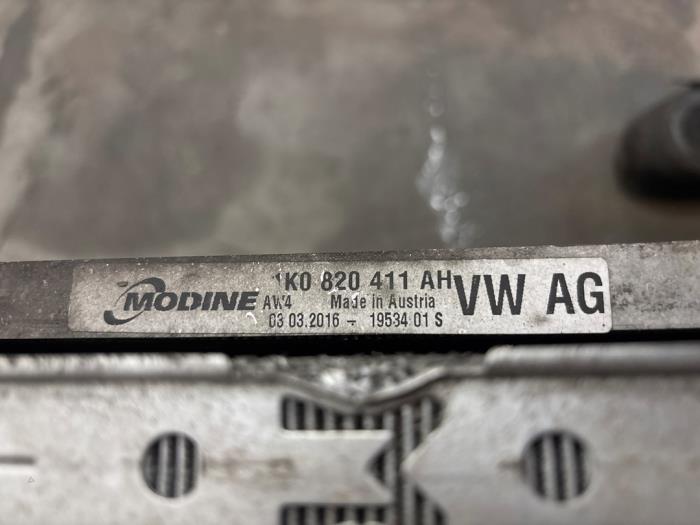 MODINE
1K0 820 411 AH
AW4 Made in Austria
03 03.2016 - 19534 01 S
VW AG